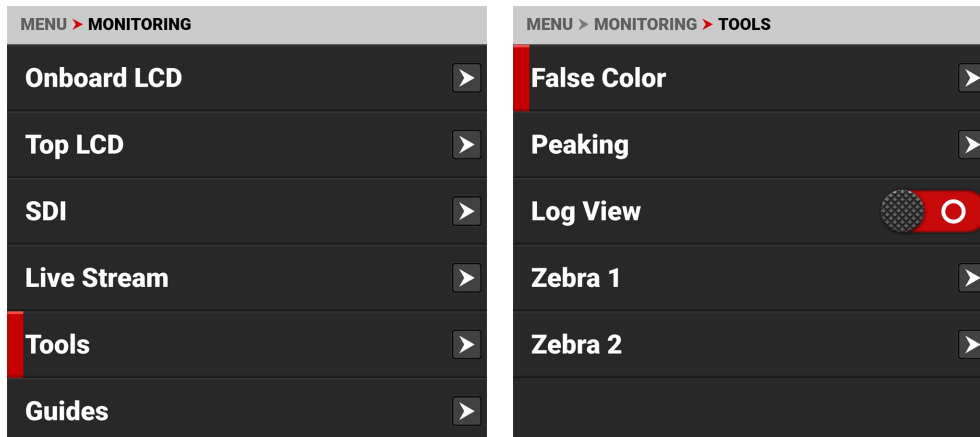 MENU > MONITORING
Onboard LCD
Top LCD
SDI
Live Stream
Tools
Guides
MENU > MONITORING > TOOLS
False Color
Peaking
Log View
Zebra 1
Zebra 2